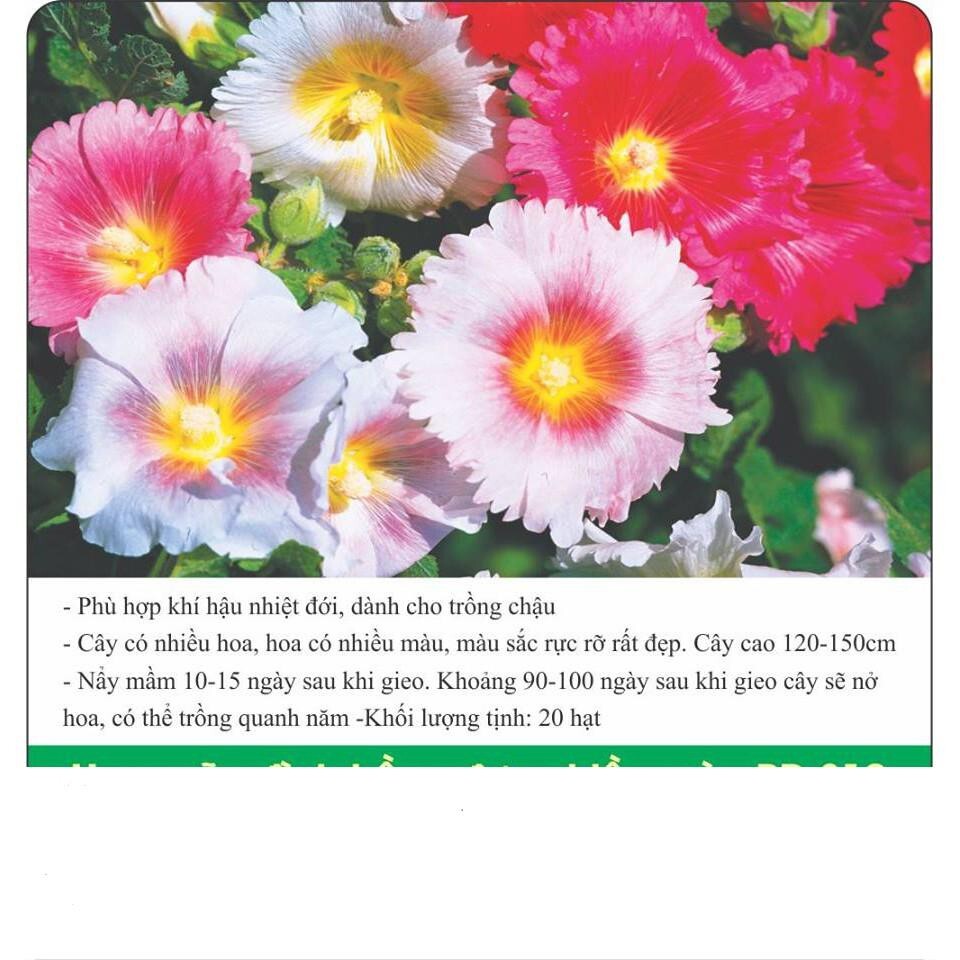 - Phù hợp khí hậu nhiệt đới, dành cho trồng chậu
- Cây có nhiều hoa, hoa có nhiều màu, màu sắc rực rỡ rất đẹp. Cây cao 120-150cm
- Nẩy mầm 10-15 ngày sau khi gieo. Khoảng 90-100 ngày sau khi gieo cây sẽ nở
hoa, có thể trồng quanh năm -Khối lượng tịnh: 20 hạt